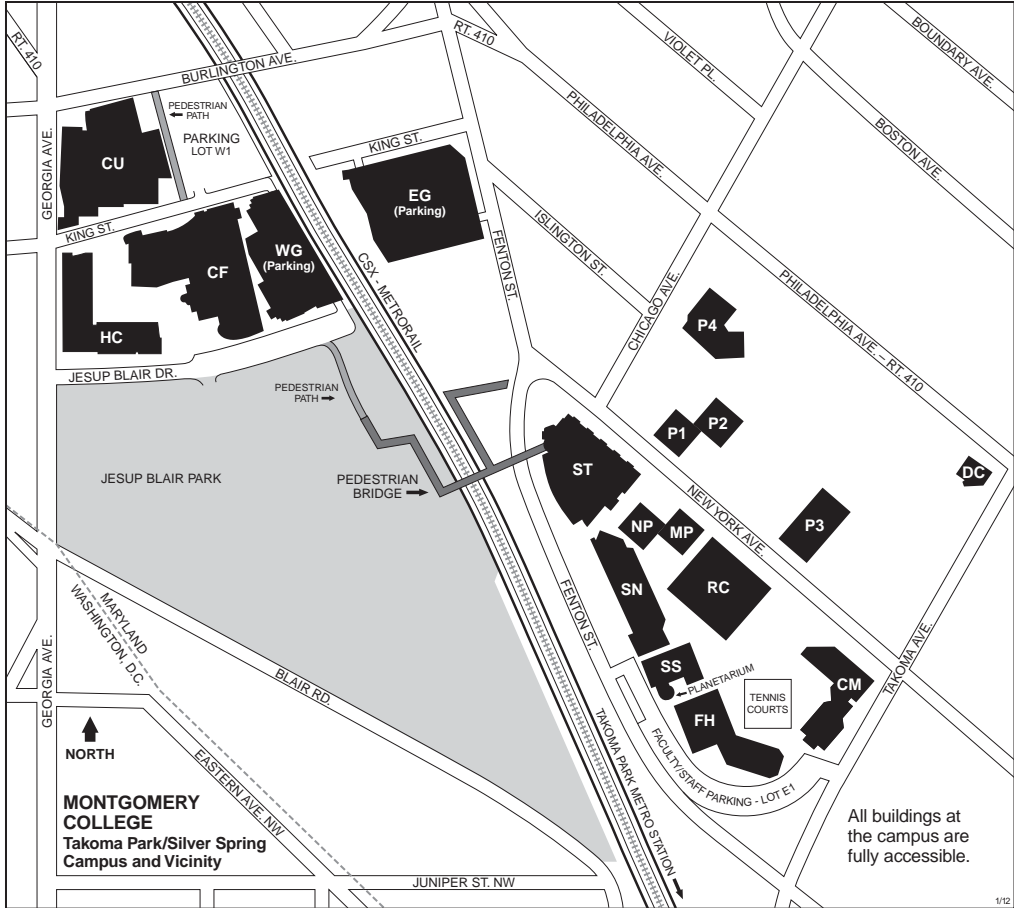 RT. 410
BURLINGTON AVE.
RT. 410
VIOLET PL.
BOUNDARY AVE.
PHILADELPHIA AVE.
BOSTON AVE.
GEORGIA AVE.
CU
PEDESTRIAN
PATH
PARKING
LOT W1
KING ST.
EG
(Parking)
KING ST.
CF
WG
(Parking)
HC
CSX - METRORAIL
FENTON ST.
ISLINGTON ST.
CHICAGO AVE.
PHILADELPHIA AVE. – RT. 410
P4
JESUP BLAIR DR.
PEDESTRIAN
PATH
P1
P2
DC
JESUP BLAIR PARK
PEDESTRIAN
BRIDGE
ST
NEW YORK AVE.
P3
NP
MP
SN
RC
FENTON ST.
TAKOMA AVE.
MARYLAND
WASHINGTON, D.C.
GEORGIA AVE.
BLAIR RD.
SS
PLANETARIUM
TENNIS
COURTS
CM
FH
NORTH
EASTERN AVE. NW
TAKOMA PARK METRO STATION
FACULTY/STAFF PARKING - LOT E1
MONTGOMERY
COLLEGE
Takoma Park/Silver Spring
Campus and Vicinity
All buildings at
the campus are
fully accessible.
JUNIPER ST. NW
1/12